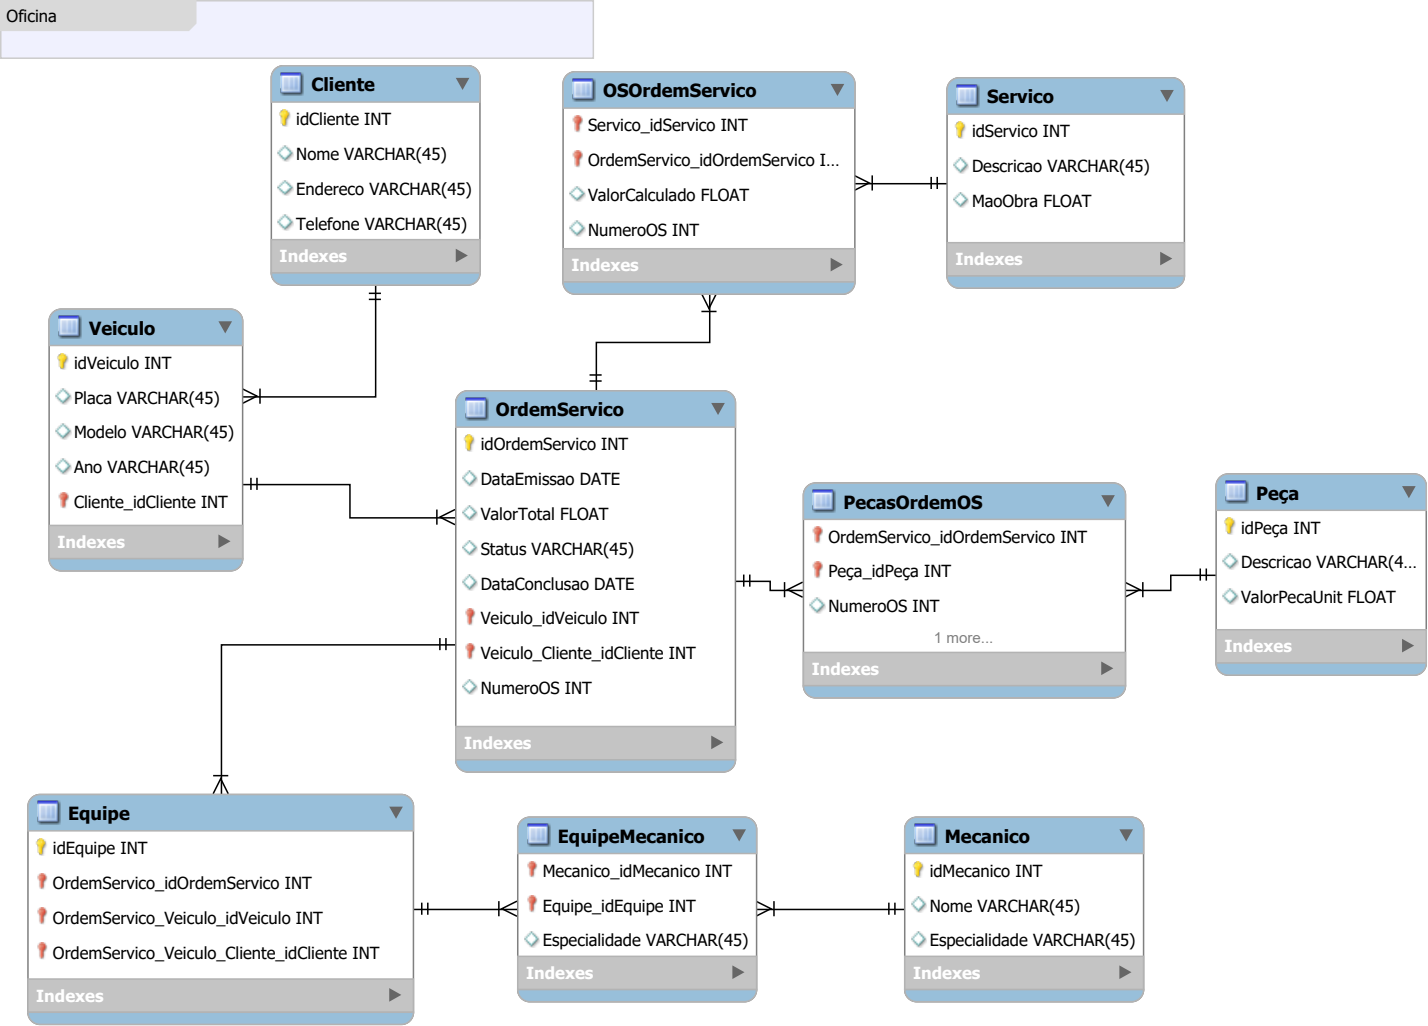 Oficina
Cliente
idCliente INT
Nome VARCHAR(45)
Endereco VARCHAR(45)
Telefone VARCHAR(45)
Indexes
OSOrdemServico
Servico_idServico INT
OrdemServico_idOrdemServico I...
ValorCalculado FLOAT
NumeroOS INT
Indexes
Servico
idServico INT
Descricao VARCHAR(45)
MaoObra FLOAT
Indexes
Veiculo
idVeiculo INT
Placa VARCHAR(45)
Modelo VARCHAR(45)
Ano VARCHAR(45)
Cliente_idCliente INT
Indexes
OrdemServico
idOrdemServico INT
DataEmissao DATE
ValorTotal FLOAT
Status VARCHAR(45)
DataConclusao DATE
Veiculo_idVeiculo INT
Veiculo_Cliente_idCliente INT
NumeroOS INT
Indexes
PecasOrdemOS
OrdemServico_idOrdemServico INT
Peça_idPeça INT
NumeroOS INT
1 more...
Indexes
Peça
idPeça INT
Descricao VARCHAR(4...
ValorPecaUnit FLOAT
Indexes
Equipe
idEquipe INT
OrdemServico_idOrdemServico INT
OrdemServico_Veiculo_idVeiculo INT
OrdemServico_Veiculo_Cliente_idCliente INT
Indexes
EquipeMecanico
Mecanico_idMecanico INT
Equipe_idEquipe INT
Especialidade VARCHAR(45)
Indexes
Mecanico
idMecanico INT
Nome VARCHAR(45)
Especialidade VARCHAR(45)
Indexes